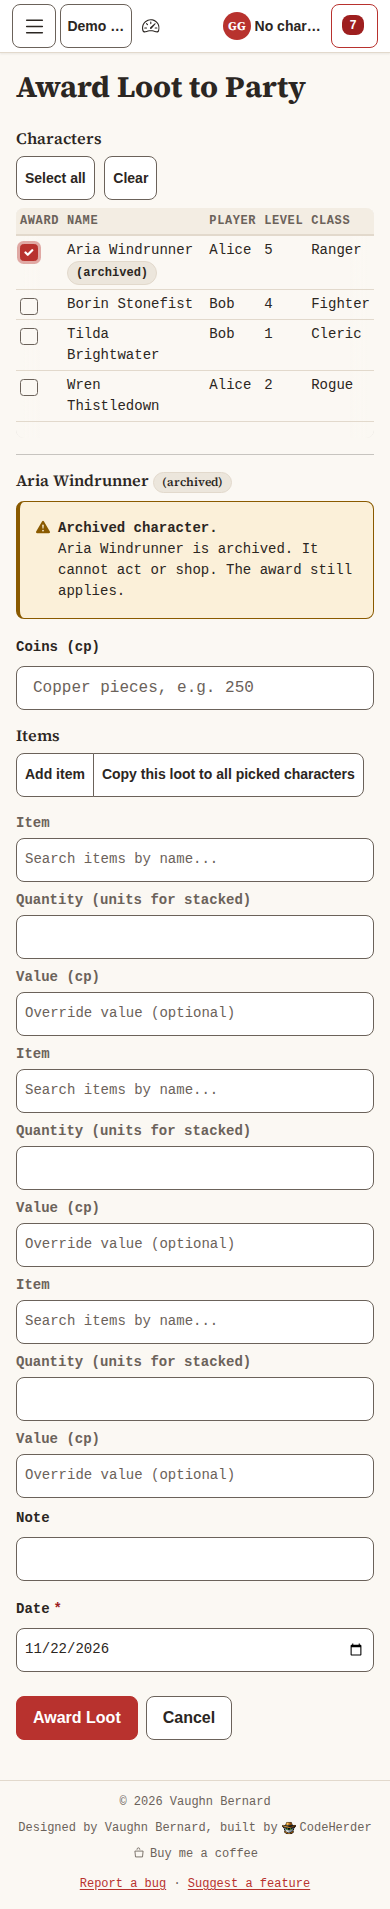 Demo ...
GG No char...
7
Award Loot to Party
Characters
Select all Clear
AWARD NAME PLAYER LEVEL CLASS
Aria Windrunner Alice 5 Ranger
(archived)
Borin Stonefist Bob 4 Fighter
Tilda Bob 1 Cleric
Brightwater
Wren Alice 2 Rogue
Thistledown
Aria Windrunner (archived)
Archived character.
Aria Windrunner is archived. It
cannot act or shop. The award still
applies.
Coins (cp)
Copper pieces, e.g. 250
Items
Add item Copy this loot to all picked characters
Item
Search items by name...
Quantity (units for stacked)
Value (cp)
Override value (optional)
Item
Search items by name...
Quantity (units for stacked)
Value (cp)
Override value (optional)
Item
Search items by name...
Quantity (units for stacked)
Value (cp)
Override value (optional)
Note
Date *
11/22/2026
Award Loot Cancel
© 2026 Vaughn Bernard
Designed by Vaughn Bernard, built by CodeHerder
Buy me a coffee
Report a bug · Suggest a feature